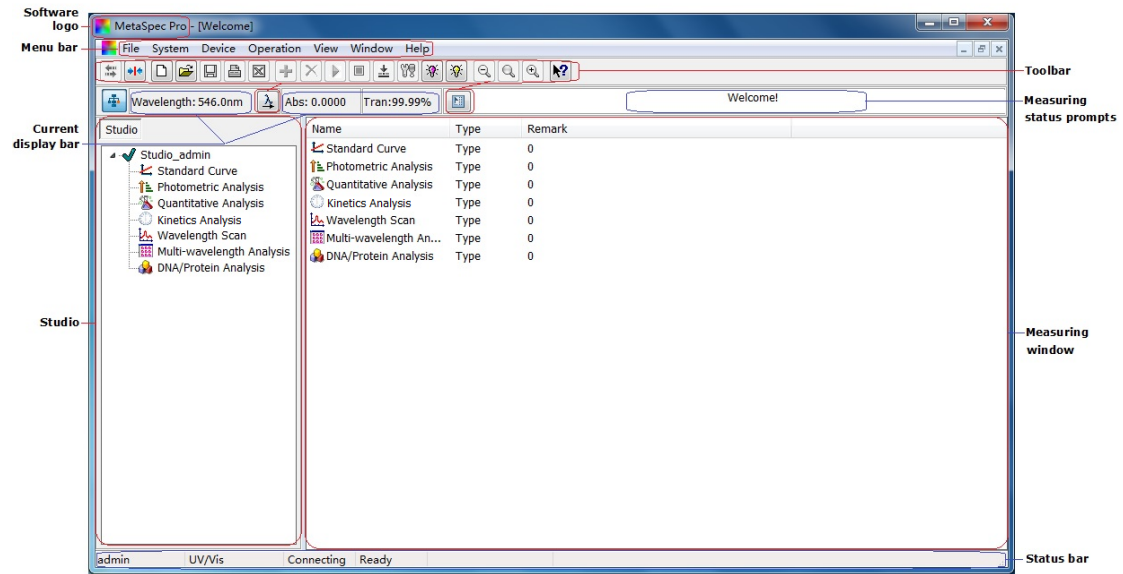 Software
logo
MetaSpec Pro - [Welcome]
Menu bar
File System Device Operation View Window Help
Toolbar
Wavelength: 546.0nm
Abs: 0.0000 Tran:99.99%
Welcome!
Measuring
status prompts
Current
display bar
Studio
Name Type Remark
Studio_admin
Standard Curve
Photometric Analysis
Quantitative Analysis
Kinetics Analysis
Wavelength Scan
Multi-wavelength Analysis
DNA/Protein Analysis
Standard Curve Type 0
Photometric Analysis Type 0
Quantitative Analysis Type 0
Kinetics Analysis Type 0
Wavelength Scan Type 0
Multi-wavelength An... Type 0
DNA/Protein Analysis Type 0
Studio
Measuring
window
admin UV/Vis Connecting Ready
Status bar